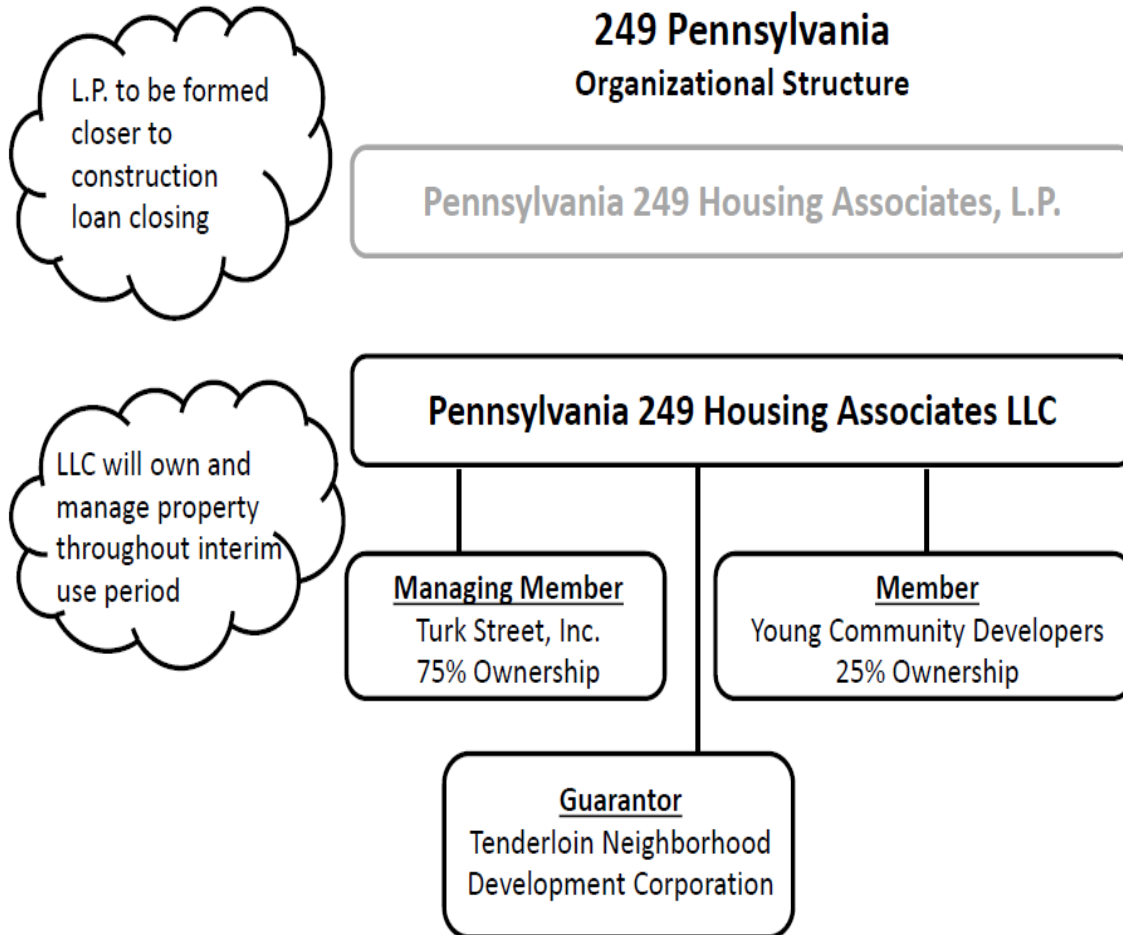 249 Pennsylvania
Organizational Structure
L.P. to be formed
closer to
construction
loan closing
Pennsylvania 249 Housing Associates, L.P.
Pennsylvania 249 Housing Associates LLC
LLC will own and
manage property
throughout interim
use period
Managing Member
Turk Street, Inc.
75% Ownership
Member
Young Community Developers
25% Ownership
Guarantor
Tenderloin Neighborhood
Development Corporation